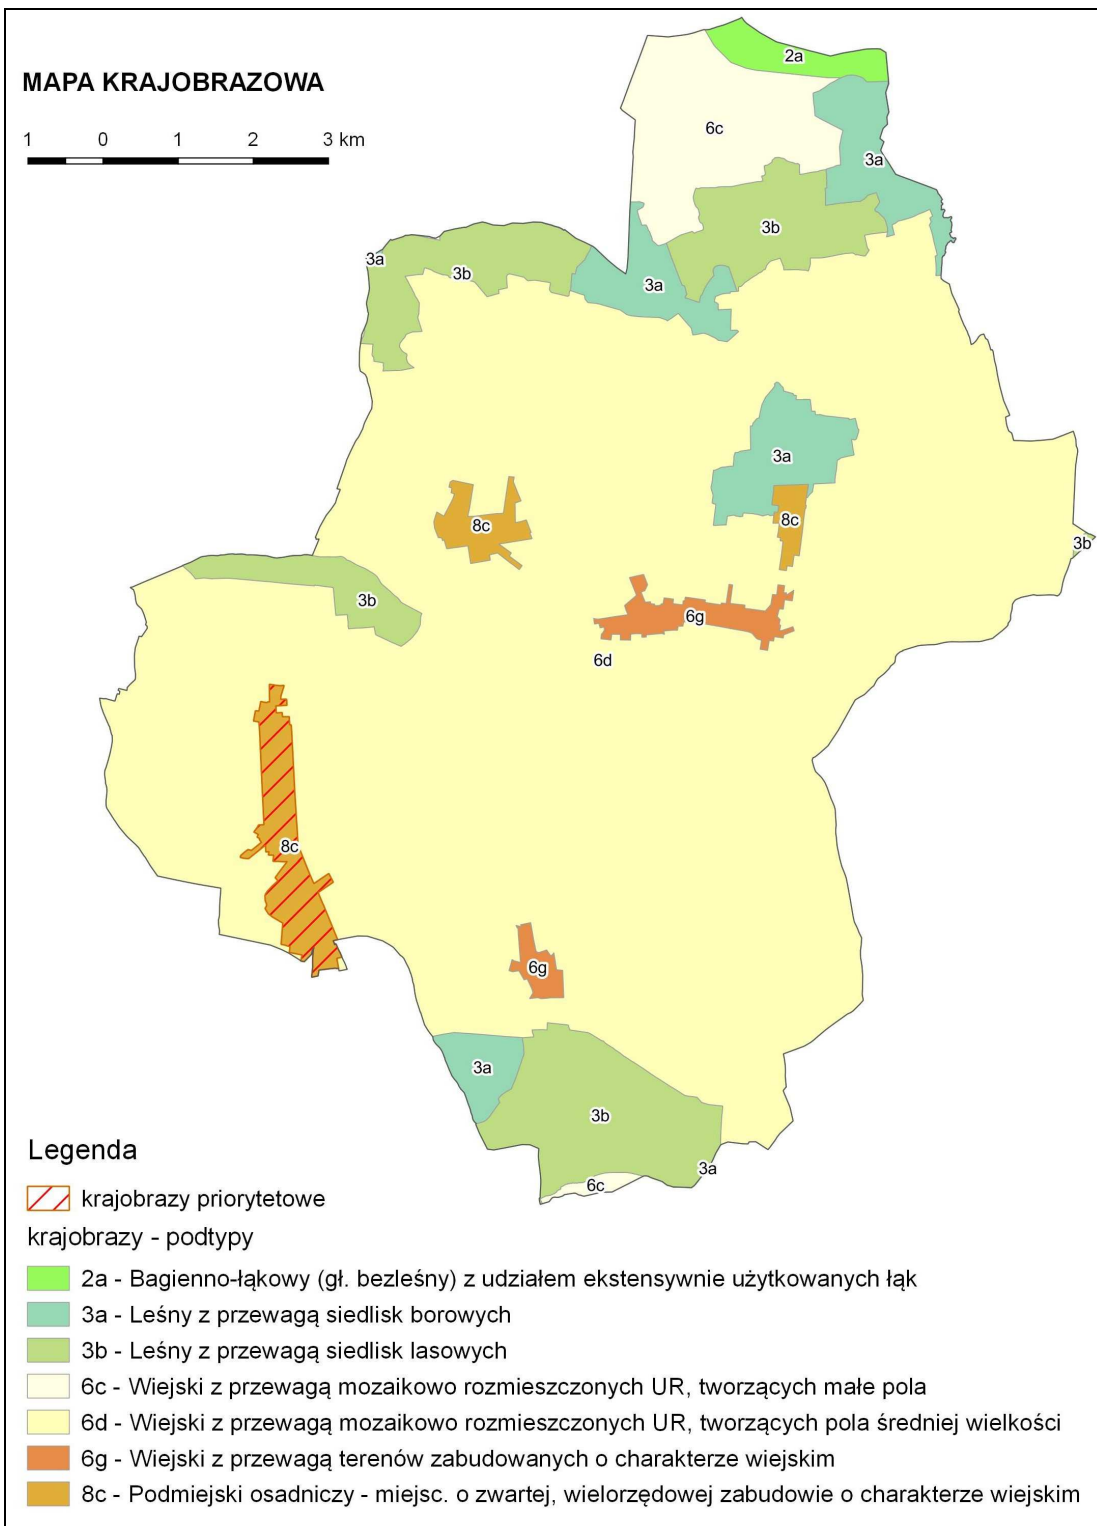 MAPA KRAJOBRAZOWA
1 0 1 2 3 km
2a
6c
3a
3b
3a
3b
3a
3a
8c
8c
3b
3b
6g
6d
8c
6g
3a
3b
3a
6c
Legenda
krajobrazy priorytetowe
krajobrazy - podtypy
2a - Bagienno-łąkowy (gł. bezleśny) z udziałem ekstensywnie użytkowanych łąk
3a - Leśny z przewagą siedlisk borowych
3b - Leśny z przewagą siedlisk lasowych
6c - Wiejski z przewagą mozaikowo rozmieszczonych UR, tworzących małe pola
6d - Wiejski z przewagą mozaikowo rozmieszczonych UR, tworzących pola średniej wielkości
6g - Wiejski z przewagą terenów zabudowanych o charakterze wiejskim
8c - Podmiejski osadniczy - miejsc. o zwartej, wielorzędowej zabudowie o charakterze wiejskim